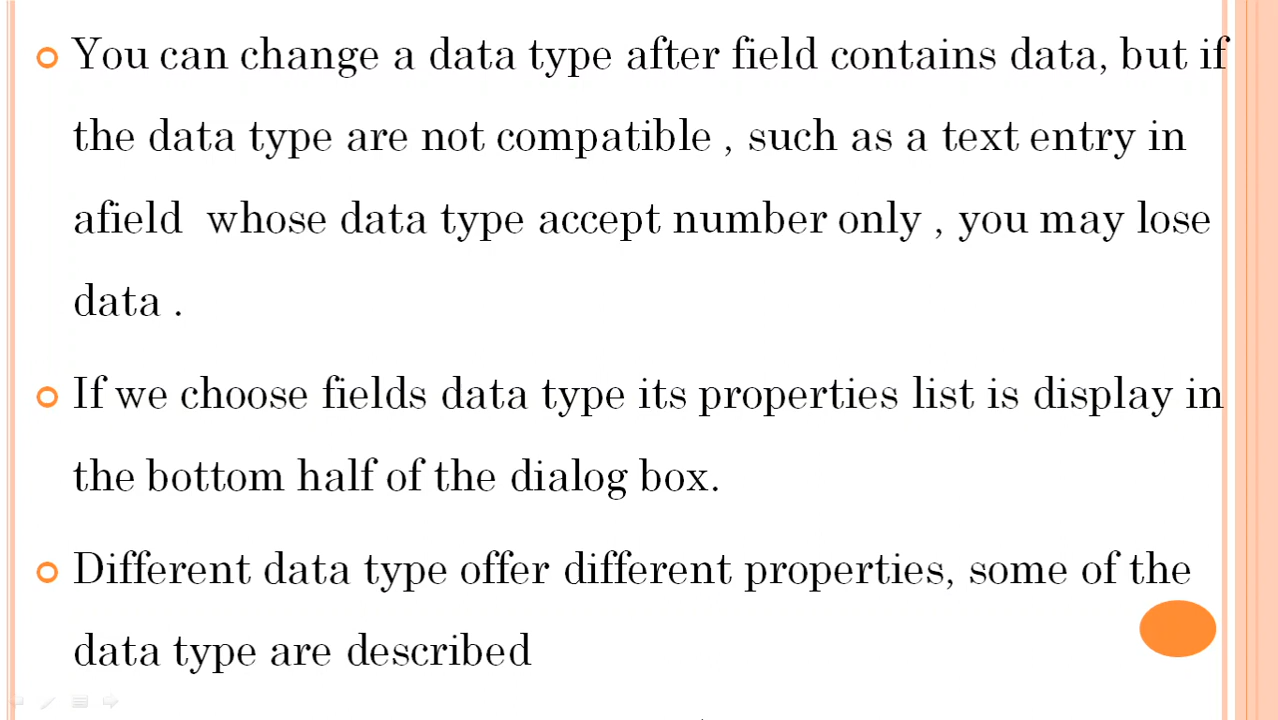 You can change a data type after field contains data, but if
the data type are not compatible , such as a text entry in
afield whose data type accept number only , you may lose
data .
If we choose fields data type its properties list is display in
the bottom half of the dialog box.
Different data type offer different properties, some of the
data type are described